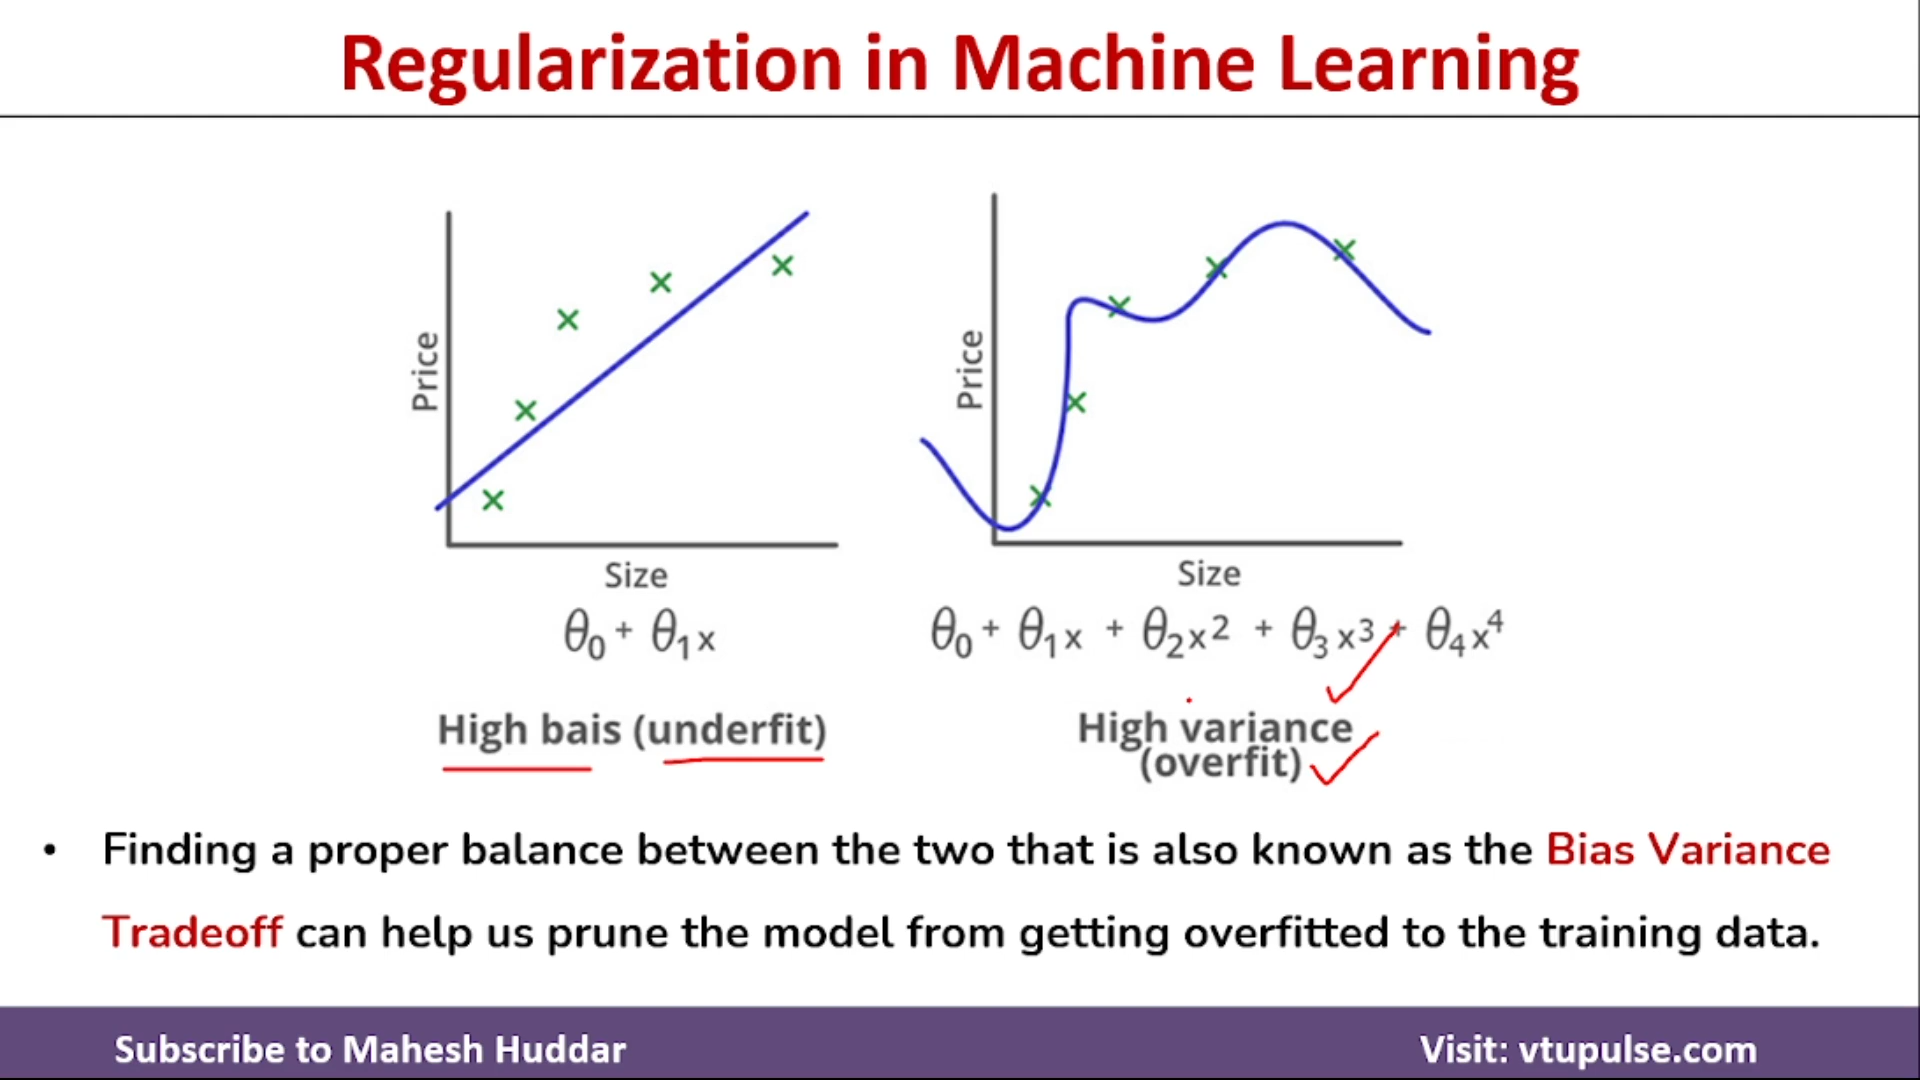 Regularization in Machine Learning
Price
Price
Size
Size
θ₀ + θ₁x
θ₀ + θ₁x + θ₂x² + θ₃x³ + θ₄x⁴
High bais (underfit)
High variance
(overfit)
• Finding a proper balance between the two that is also known as the Bias Variance
Tradeoff can help us prune the model from getting overfitted to the training data.
Subscribe to Mahesh Huddar
Visit: vtupulse.com